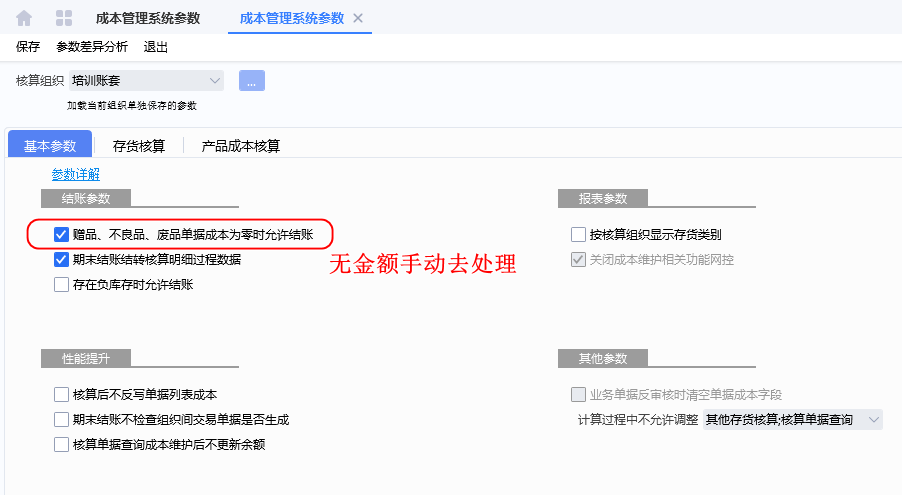 成本管理系统参数 成本管理系统参数
保存 参数差异分析 退出
核算组织 培训账套 ...
加载当前组织单独保存的参数
基本参数 存货核算 产品成本核算
参数详解
结账参数 报表参数
赠品、不良品、废品单据成本为零时允许结账 按核算组织显示存货类别
期末结账结转核算明细过程数据 无金额手动去处理 关闭成本维护相关功能网控
存在负库存时允许结账
性能提升 其他参数
核算后不反写单据列表成本 业务单据反审核时清空单据成本字段
期末结账不检查组织间交易单据是否生成 计算过程中不允许调整 其他存货核算;核算单据查询
核算单据查询成本维护后不更新余额